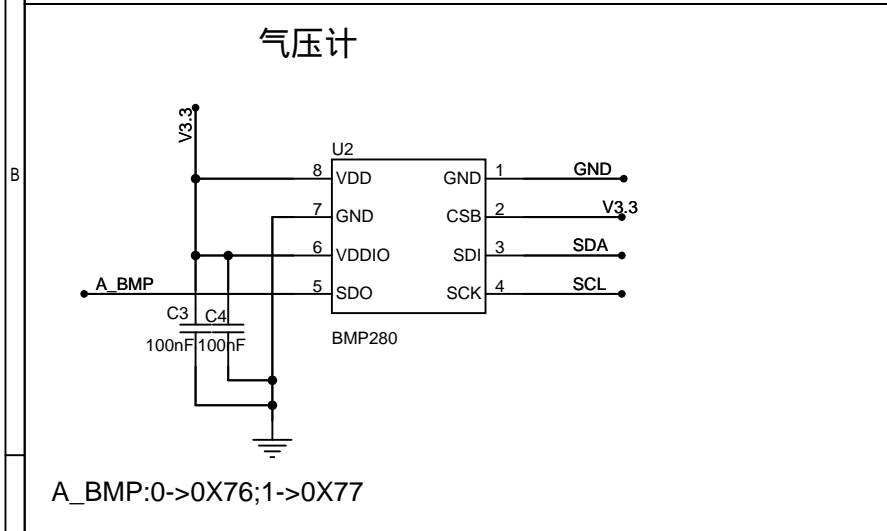 气压计
V3.3
B
U2
8 VDD GND 1 GND
7 GND CSB 2 V3.3
6 VDDIO SDI 3 SDA
A_BMP 5 SDO SCK 4 SCL
C3 C4
100nF 100nF
BMP280
A_BMP:0->0X76;1->0X77